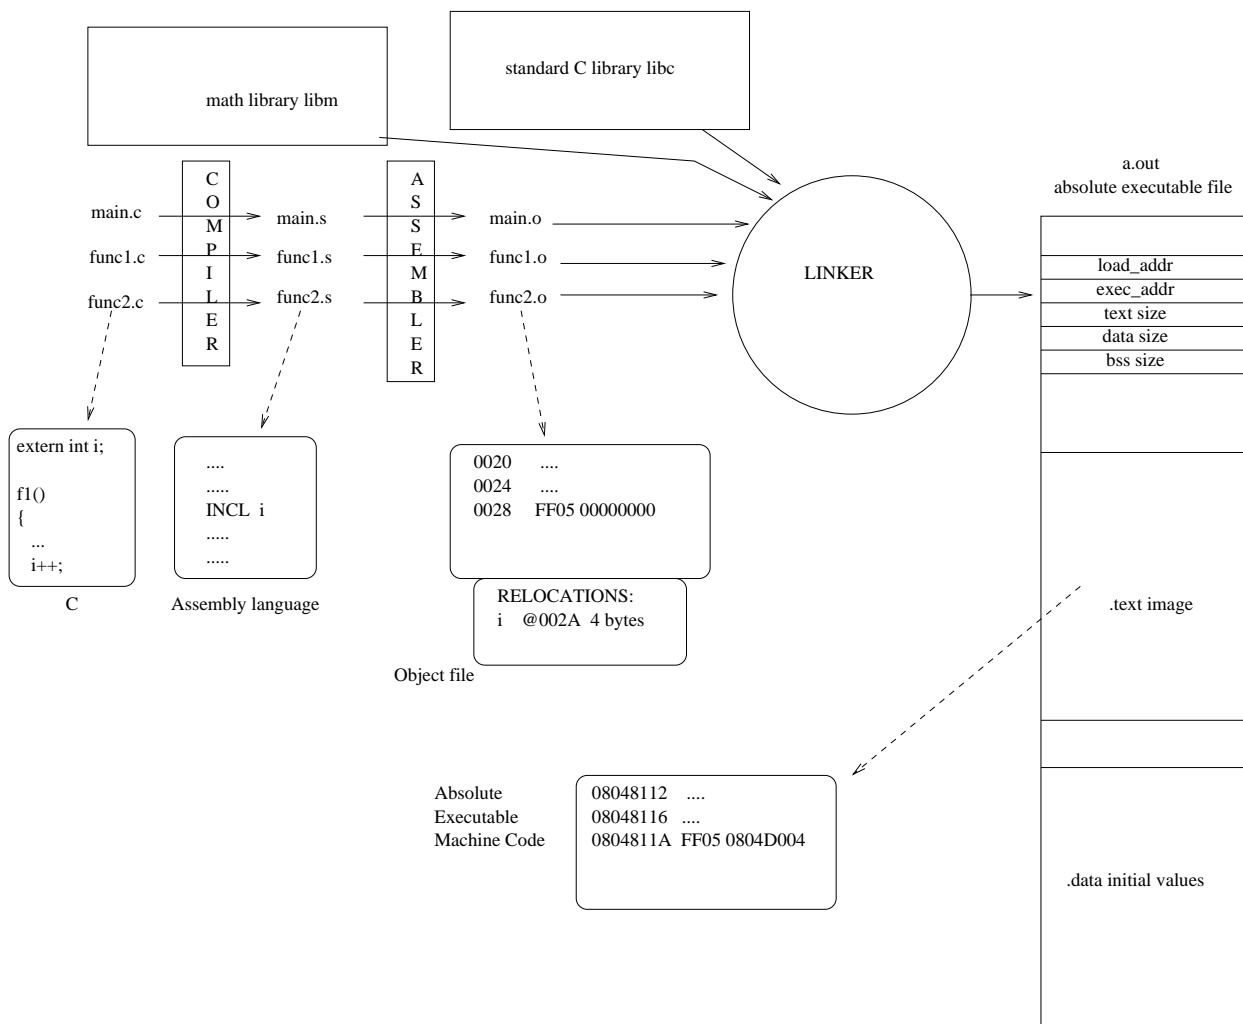 standard C library libc
math library libm
a.out
absolute executable file
C
O
M
P
I
L
E
R
A
S
S
E
M
B
L
E
R
main.c
main.s
main.o
func1.c
func1.s
func1.o
func2.c
func2.s
func2.o
LINKER
load_addr
exec_addr
text size
data size
bss size
extern int i;
f1()
{
...
i++;
C
....
.....
INCL i
.....
.....
Assembly language
0020 ....
0024 ....
0028 FF05 00000000
RELOCATIONS:
i @002A 4 bytes
Object file
.text image
Absolute
Executable
Machine Code
08048112 ....
08048116 ....
0804811A FF05 0804D004
.data initial values